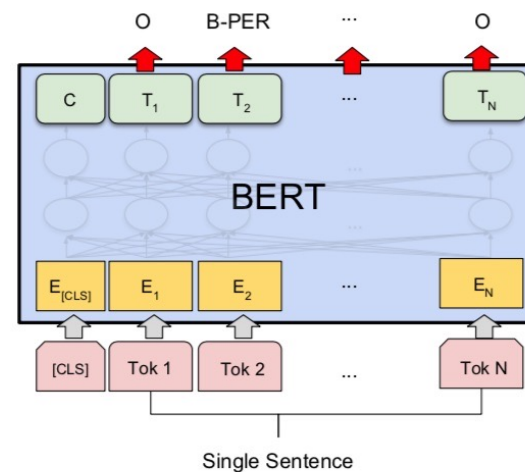 O B-PER ... O
C T1 T2 ... TN
...
BERT
...
E[CLS] E1 E2 ... EN
[CLS] Tok 1 Tok 2 ... Tok N
Single Sentence